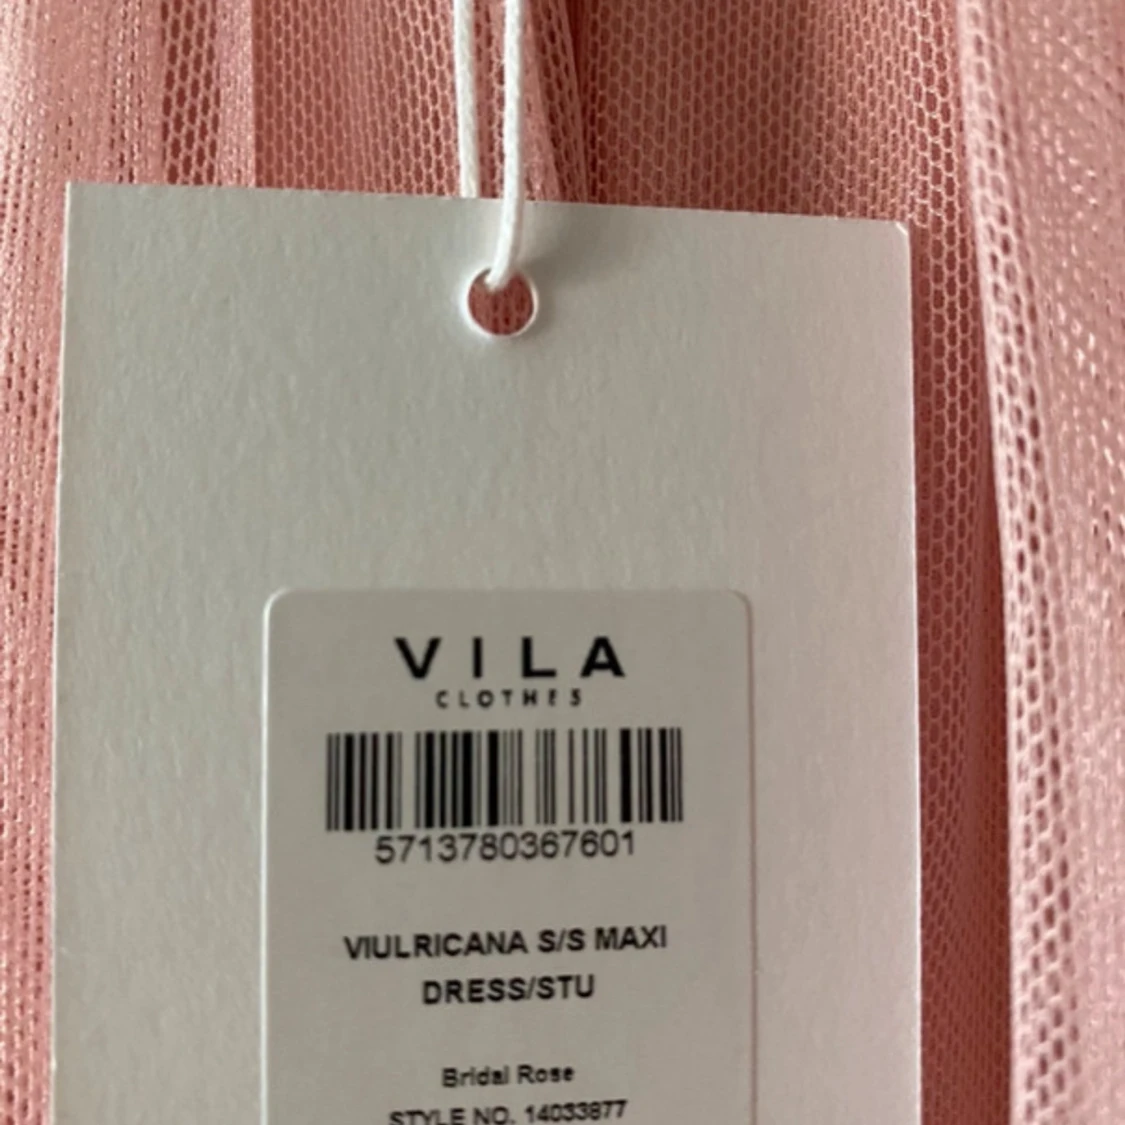 VILA
CLOTHES
5713780367601
VIULRICANA S/S MAXI
DRESS/STU
Bridal Rose
STYLE NO. 14033877